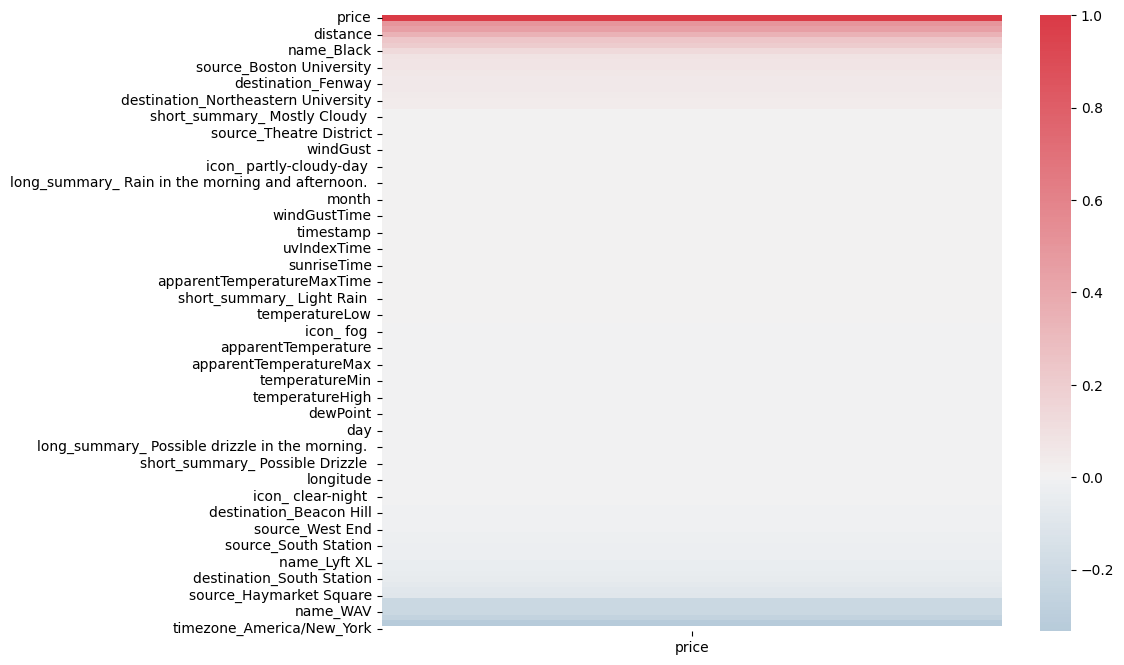 price
distance
name_Black
source_Boston University
destination_Fenway
destination_Northeastern University
short_summary_ Mostly Cloudy
source_Theatre District
windGust
icon_ partly-cloudy-day
long_summary_ Rain in the morning and afternoon.
month
windGustTime
timestamp
uvIndexTime
sunriseTime
apparentTemperatureMaxTime
short_summary_ Light Rain
temperatureLow
icon_ fog
apparentTemperature
apparentTemperatureMax
temperatureMin
temperatureHigh
dewPoint
day
long_summary_ Possible drizzle in the morning.
short_summary_ Possible Drizzle
longitude
icon_ clear-night
destination_Beacon Hill
source_West End
source_South Station
name_Lyft XL
destination_South Station
source_Haymarket Square
name_WAV
timezone_America/New_York
price
1.0
0.8
0.6
0.4
0.2
0.0
−0.2